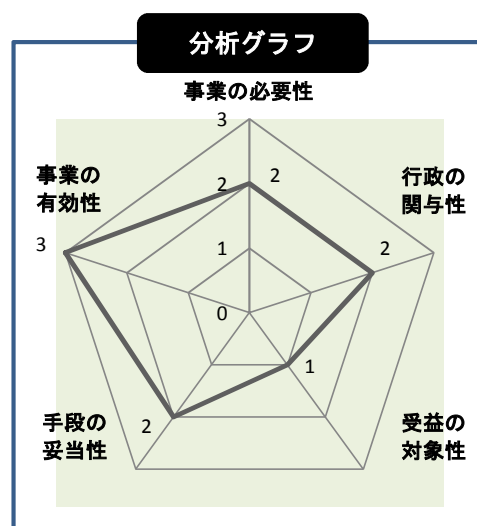 分析グラフ
事業の必要性
3
2
2
1
0
行政の
関与性
2
事業の
有効性
3
1
手段の
妥当性
2
受益の
対象性